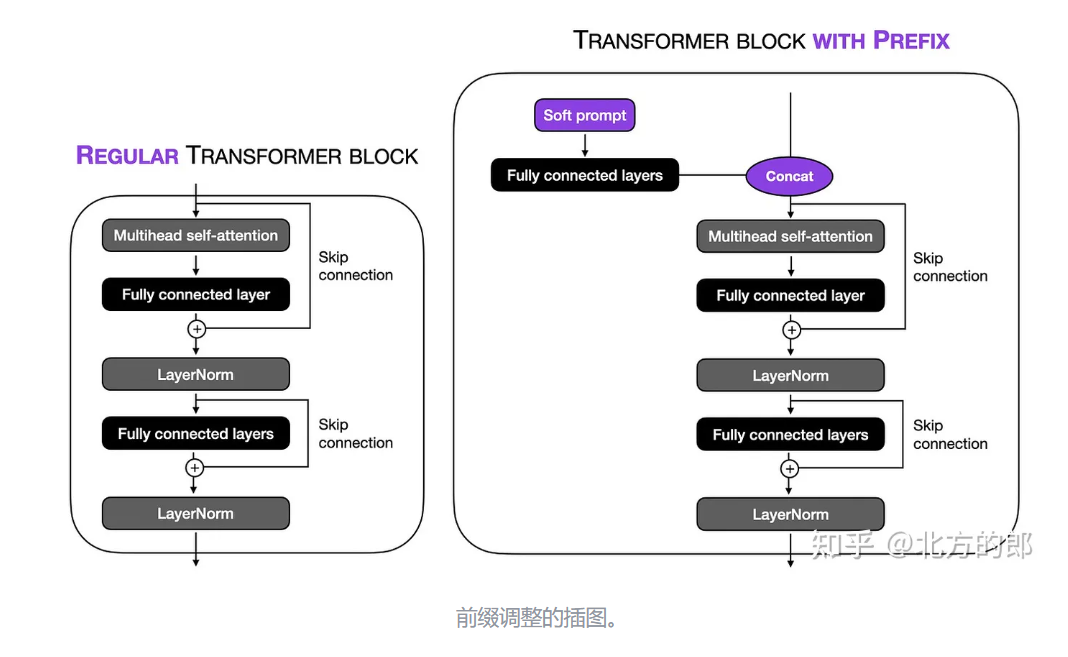 TRANSFORMER BLOCK WITH PREFIX
Soft prompt
Fully connected layers
Concat
Multihead self-attention
Skip
connection
Fully connected layer
+
LayerNorm
Fully connected layers
Skip
connection
+
LayerNorm
REGULAR TRANSFORMER BLOCK
Multihead self-attention
Skip
connection
Fully connected layer
+
LayerNorm
Fully connected layers
Skip
connection
+
LayerNorm
知乎 @北方的郎
前缀调整的插图。